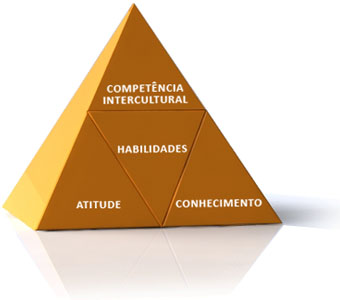 COMPETÊNCIA
INTERCULTURAL
HABILIDADES
ATITUDE
CONHECIMENTO